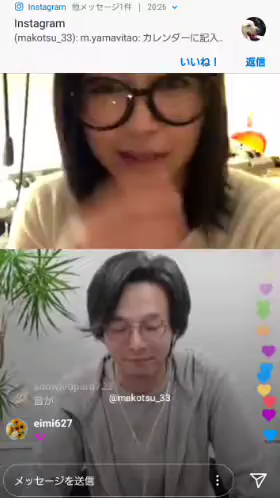 Instagram 他メッセージ1件 | 20:26
Instagram
(makotsu_33): m.yamavitao: カレンダーに記入..
いいね! 返信
snowleopard723
音が
@makotsu_33
eimi627
メッセージを送信